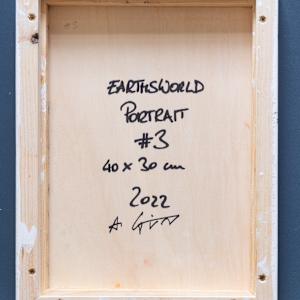 EARTHSWORLD
PORTRAIT
#3
40 x 30 cm
2022
A